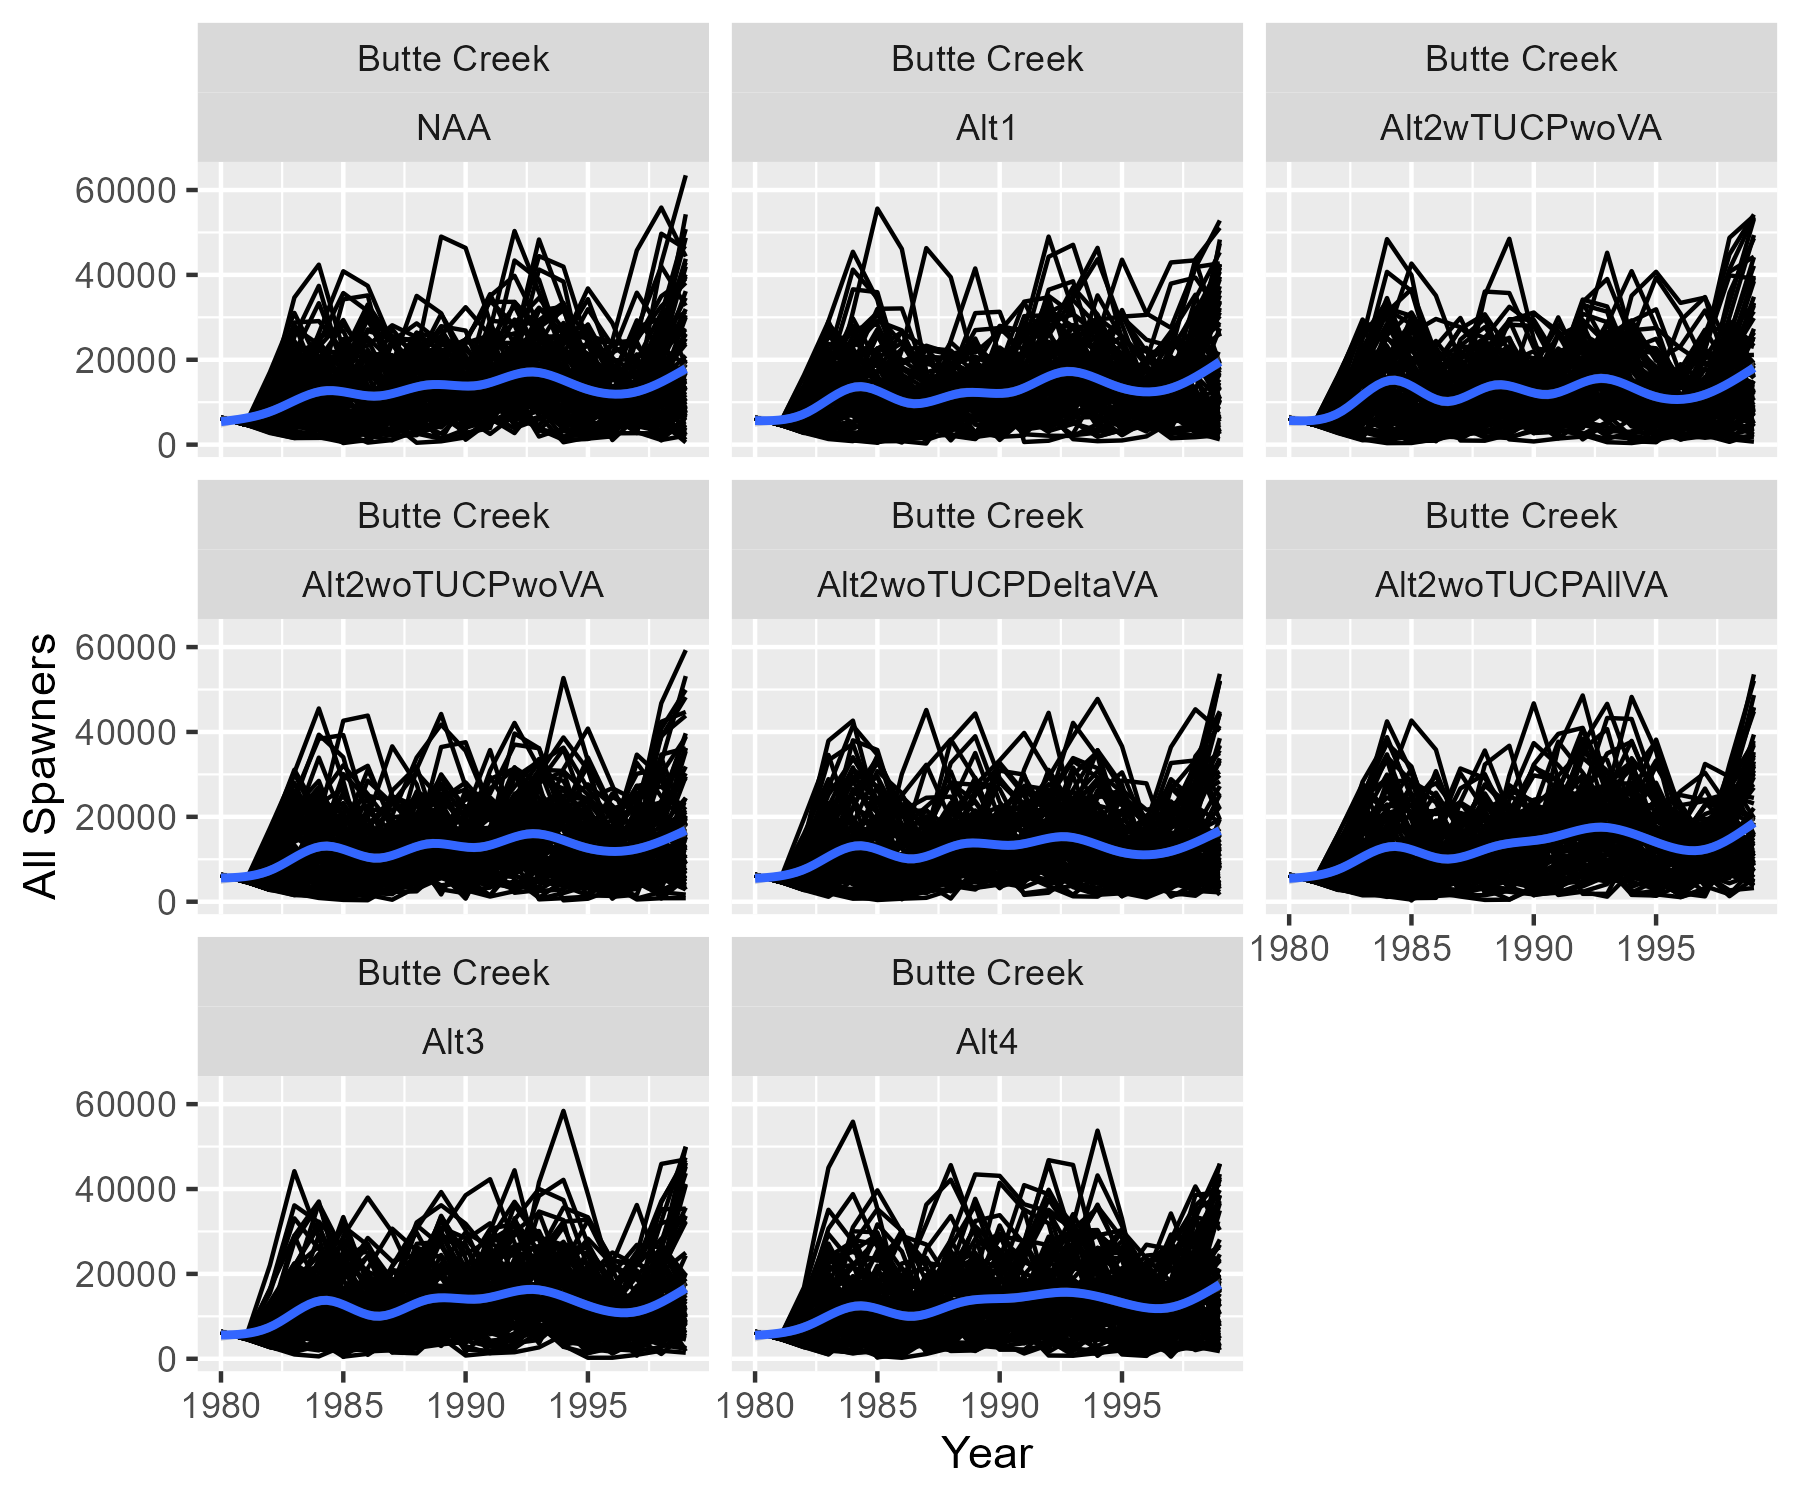 Butte Creek
Butte Creek
Butte Creek
NAA
Alt1
Alt2wTUCPwoVA
60000
40000
20000
0
Butte Creek
Butte Creek
Butte Creek
Alt2woTUCPwoVA
Alt2woTUCPDeltaVA
Alt2woTUCPAllVA
All Spawners
60000
40000
20000
0
1980 1985 1990 1995
Butte Creek
Butte Creek
Alt3
Alt4
60000
40000
20000
0
1980 1985 1990 1995
1980 1985 1990 1995
Year